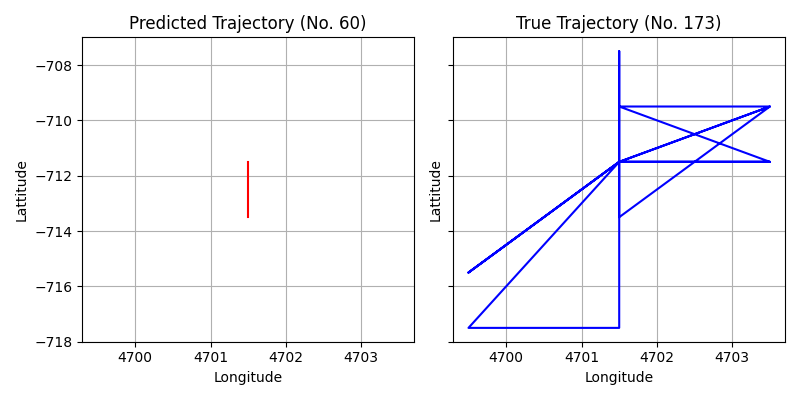 Predicted Trajectory (No. 60)
True Trajectory (No. 173)
Lattitude
−708
−710
−712
−714
−716
−718
4700
4701
4702
4703
Longitude
Lattitude
4700
4701
4702
4703
Longitude